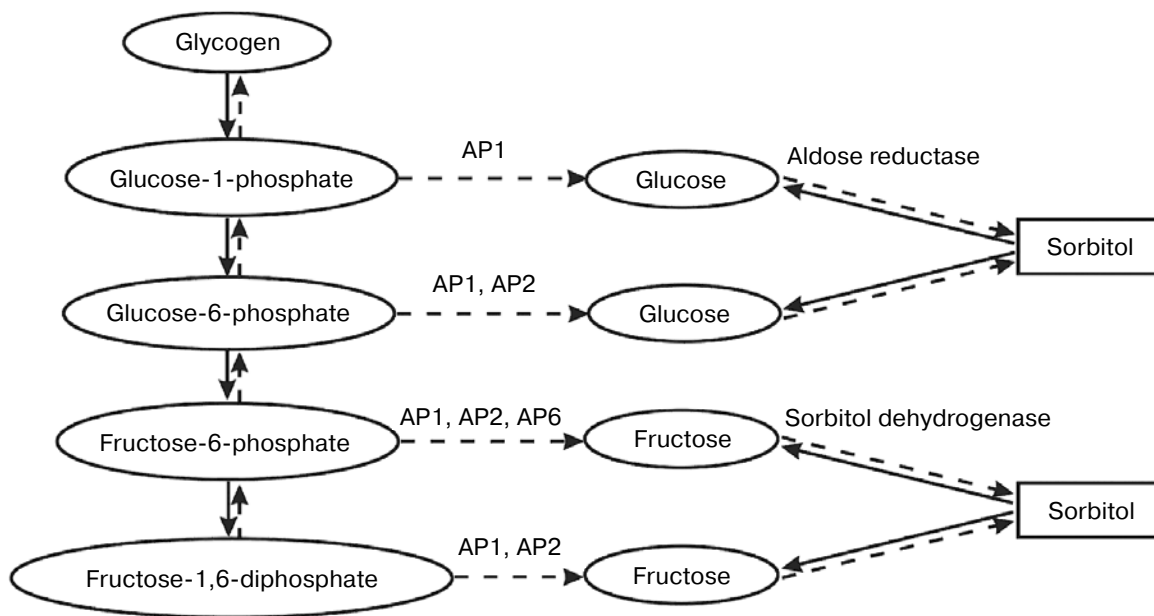 Glycogen
AP1
Aldose reductase
Glucose-1-phosphate
Glucose
Sorbitol
AP1, AP2
Glucose-6-phosphate
Glucose
AP1, AP2, AP6
Sorbitol dehydrogenase
Fructose-6-phosphate
Fructose
Sorbitol
AP1, AP2
Fructose-1,6-diphosphate
Fructose